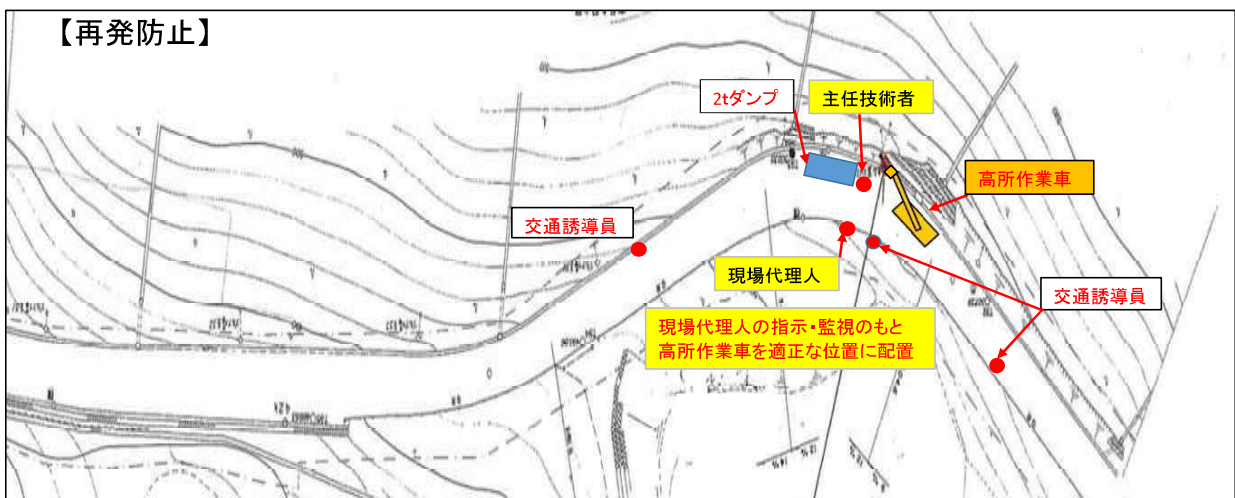 【再発防止】
2tダンプ
主任技術者
高所作業車
交通誘導員
現場代理人
交通誘導員
現場代理人の指示・監視のもと
高所作業車を適正な位置に配置